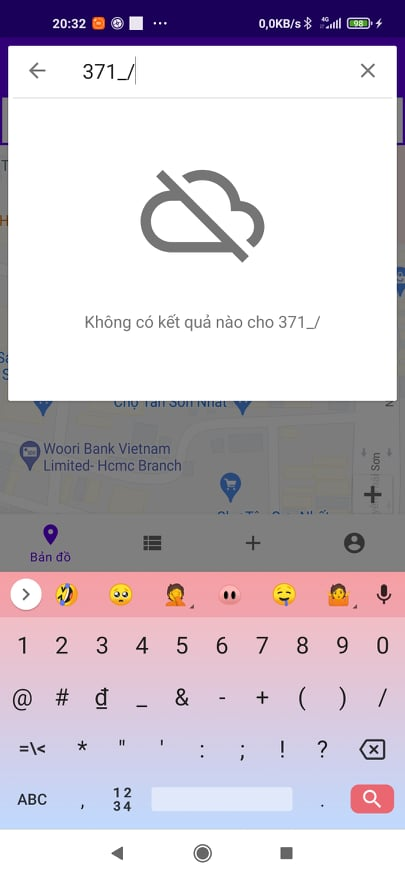 20:32
0,0KB/s
4G
98
371_/
Không có kết quả nào cho 371_/
Chợ Tân Sơn Nhất
Woori Bank Vietnam
Limited- Hcmc Branch
Sơn
Bản đồ
1 2 3 4 5 6 7 8 9 0
@ # ₫ _ & - + ( ) /
=\< * " ' : ; ! ?
ABC , 12 34 .